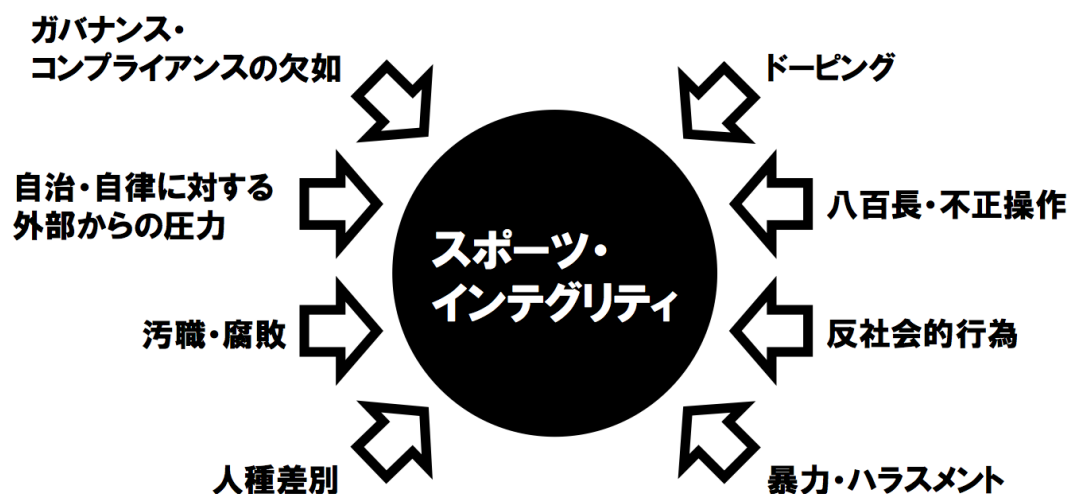 ガバナンス・
コンプライアンスの欠如
自治・自律に対する
外部からの圧力
汚職・腐敗
人種差別
スポーツ・
インテグリティ
ドーピング
八百長・不正操作
反社会的行為
暴力・ハラスメント